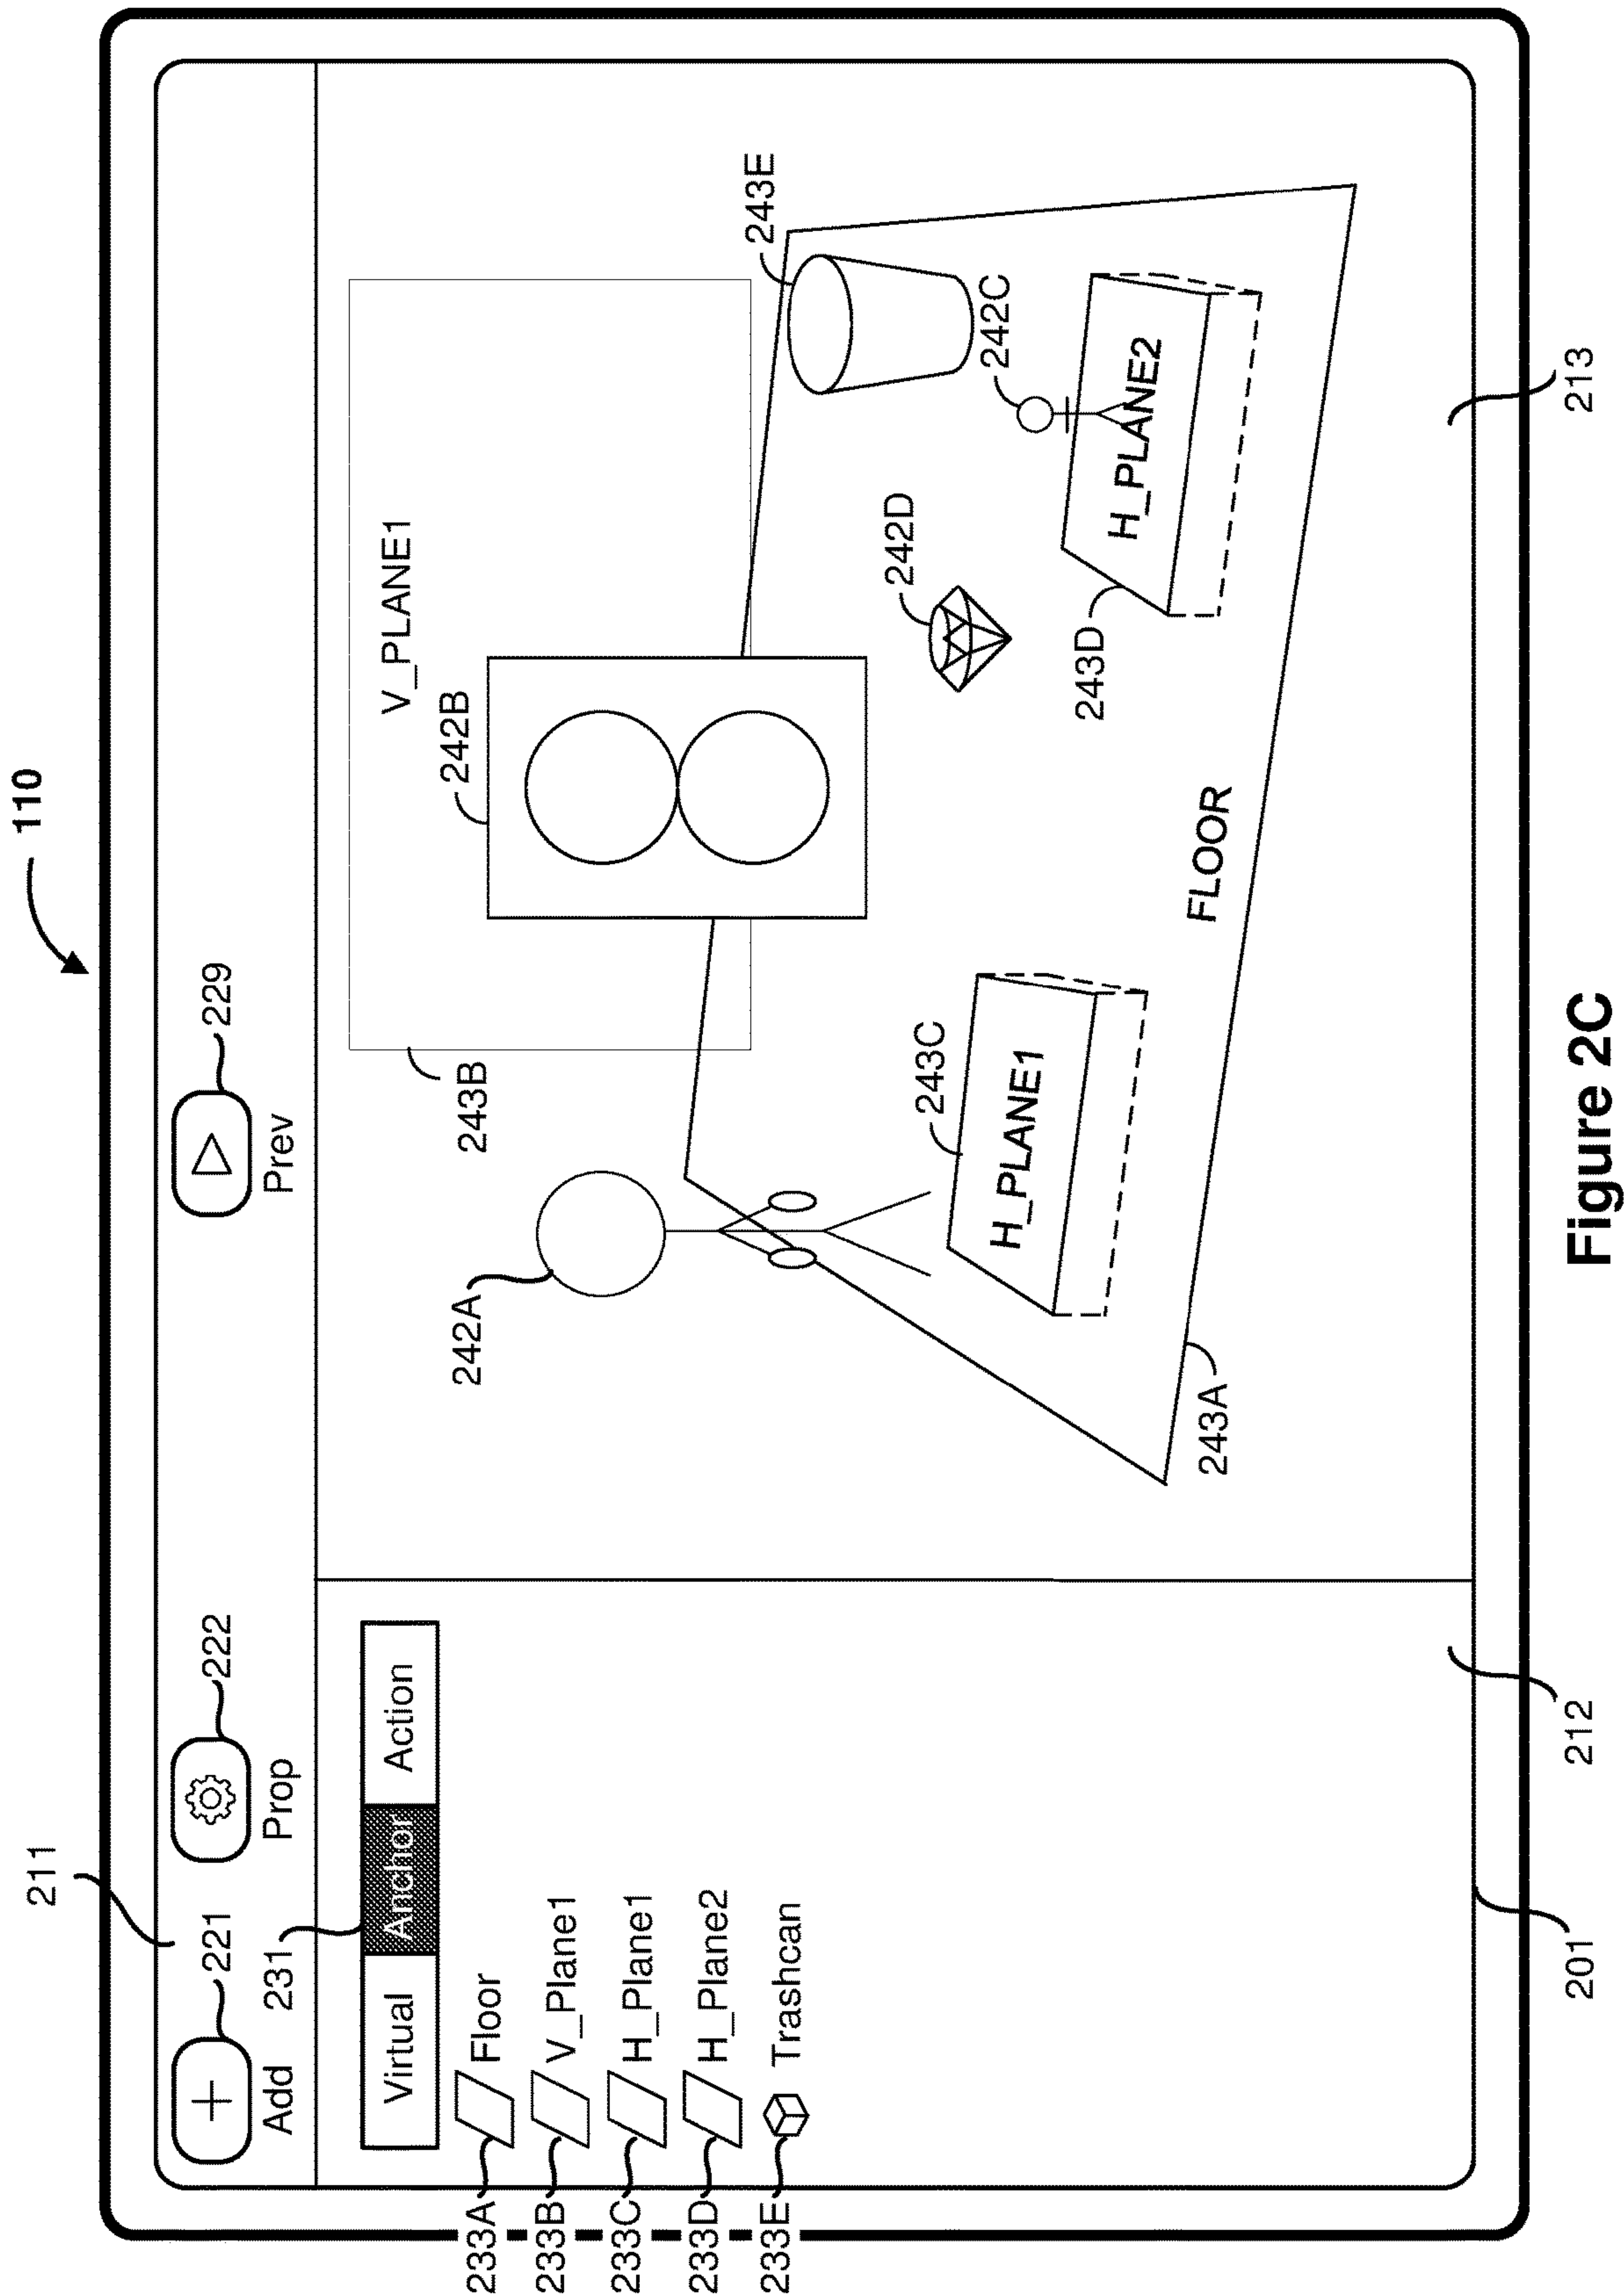 110
211
221
Add
222
Prop
229
Prev
231
Virtual Anchor Action
233A Floor
233B V_Plane1
233C H_Plane1
233D H_Plane2
233E Trashcan
V_PLANE1
243B
242B
242A
243E
242C
242D
243C
H_PLANE1
243D
H_PLANE2
FLOOR
243A
201
212
213
Figure 2C